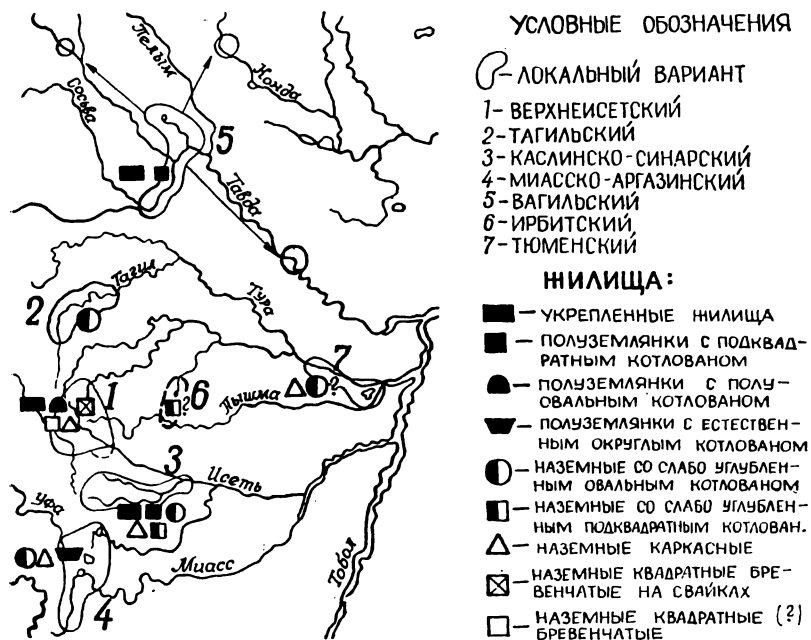 УСЛОВНЫЕ ОБОЗНАЧЕНИЯ
- ЛОКАЛЬНЫЙ ВАРИАНТ
1 - ВЕРХНЕИСЕТСКИЙ
2 - ТАГИЛЬСКИЙ
3 - КАСЛИНСКО-СИНАРСКИЙ
4 - МИАССКО-АРГАЗИНСКИЙ
5 - ВАГИЛЬСКИЙ
6 - ИРБИТСКИЙ
7 - ТЮМЕНСКИЙ
ЖИЛИЩА:
- УКРЕПЛЕННЫЕ ЖИЛИЩА
- ПОЛУЗЕМЛЯНКИ С ПОДКВАД-
РАТНЫМ КОТЛОВАНОМ
- ПОЛУЗЕМЛЯНКИ С ПОЛУ-
ОВАЛЬНЫМ КОТЛОВАНОМ
- ПОЛУЗЕМЛЯНКИ С ЕСТЕСТВЕН-
НЫМ ОКРУГЛЫМ КОТЛОВАНОМ
- НАЗЕМНЫЕ СО СЛАБО УГЛУБЛЕН-
НЫМ ОВАЛЬНЫМ КОТЛОВАНОМ
- НАЗЕМНЫЕ СО СЛАБО УГЛУБЛЕН-
НЫМ ПОДКВАДРАТНЫМ КОТЛОВАН.
- НАЗЕМНЫЕ КАРКАСНЫЕ
- НАЗЕМНЫЕ КВАДРАТНЫЕ БРЕ-
ВЕНЧАТЫЕ НА СВАЙКАХ
- НАЗЕМНЫЕ КВАДРАТНЫЕ (?)
БРЕВЕНЧАТЫЕ
Пелым
Конда
Сосьва
5
Тавда
Тагил
2
Тура
7
?
1
6
?
Пышма
3
Исеть
Уфа
Миасс
4
Тобол